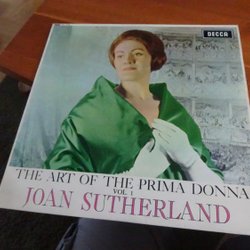 DECCA
THE ART OF THE PRIMA DONNA
VOL 1
JOAN SUTHERLAND